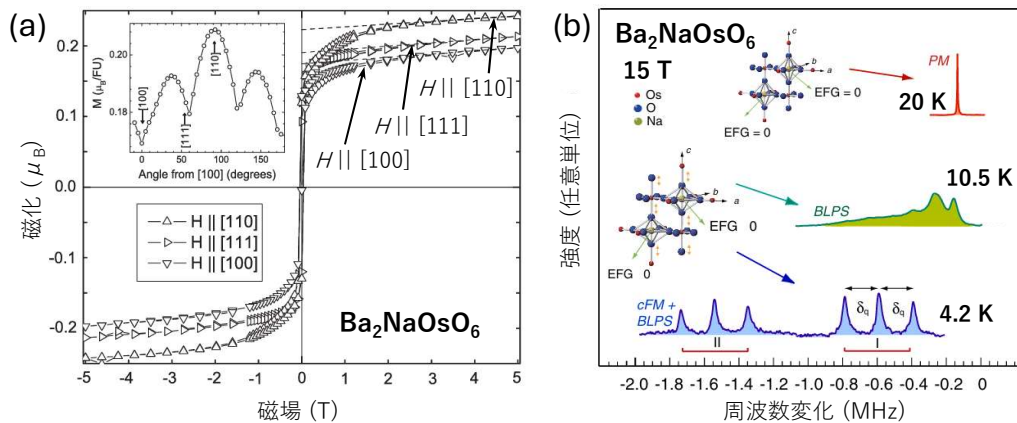 (a)
0.2
0.1
0.0
-0.1
-0.2
磁化 (μB)
-5 -4 -3 -2 -1 0 1 2 3 4 5
磁場 (T)
0.20
0.18
M (μB/FU)
[100]
[111]
[110]
0 50 100 150
Angle from [100] (degrees)
H || [110]
H || [111]
H || [100]
H || [110]
H || [111]
H || [100]
Ba2NaOsO6
(b)
Ba2NaOsO6
15 T
Os
O
Na
c
b
a
EFG = 0
EFG = 0
PM
20 K
c
b
a
EFG 0
EFG 0
BLPS
10.5 K
cFM +
BLPS
δq δq
4.2 K
II
I
強度 (任意単位)
-2.0 -1.8 -1.6 -1.4 -1.2 -1.0 -0.8 -0.6 -0.4 -0.2 0
周波数変化 (MHz)